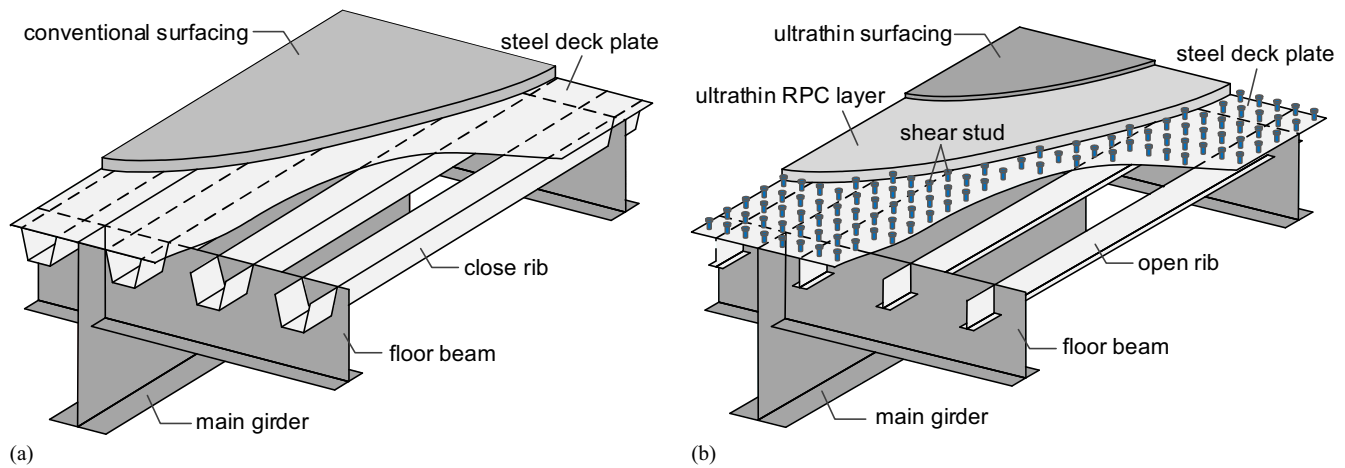 conventional surfacing
steel deck plate
close rib
floor beam
main girder
(a)
ultrathin surfacing
steel deck plate
ultrathin RPC layer
shear stud
open rib
floor beam
main girder
(b)